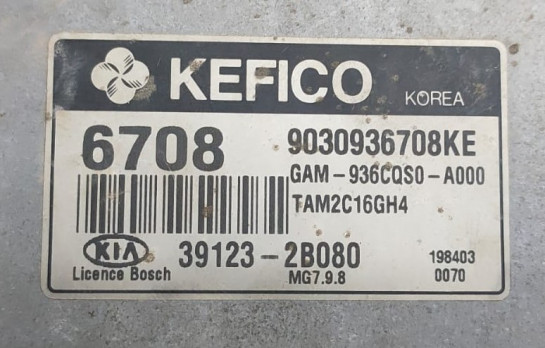 KEFICO KOREA
6708 9030936708KE
GAM-936CQS0-A000
TAM2C16GH4
KIA 39123-2B080 198403
Licence Bosch MG7.9.8 0070